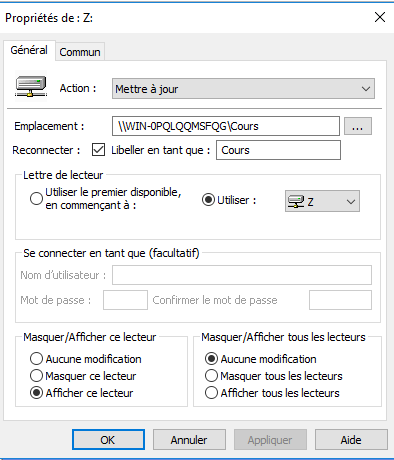 Propriétés de : Z:
Général
Commun
Action :
Mettre à jour
Emplacement :
\\WIN-0PQLQQMSFQG\Cours
...
Reconnecter :
Libeller en tant que :
Cours
Lettre de lecteur
Utiliser le premier disponible,
en commençant à :
Utiliser :
Z
Se connecter en tant que (facultatif)
Nom d'utilisateur :
Mot de passe :
Confirmer le mot de passe
Masquer/Afficher ce lecteur
Aucune modification
Masquer ce lecteur
Afficher ce lecteur
Masquer/Afficher tous les lecteurs
Aucune modification
Masquer tous les lecteurs
Afficher tous les lecteurs
OK
Annuler
Appliquer
Aide